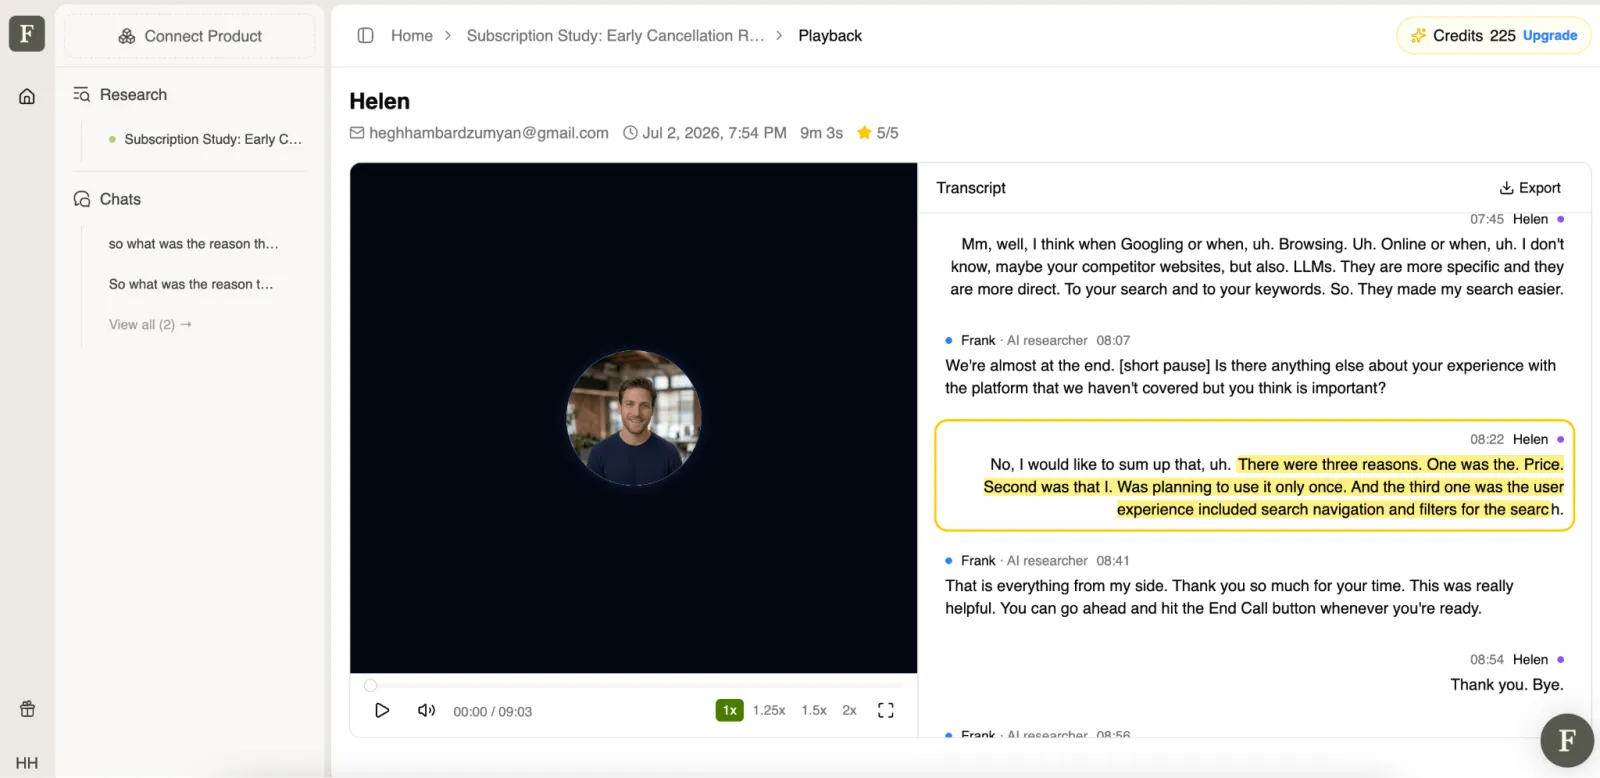 F
Connect Product
Home > Subscription Study: Early Cancellation R... > Playback
Credits 225 Upgrade
Research
Subscription Study: Early C...
Chats
so what was the reason th...
So what was the reason t...
View all (2) →
HH
Helen
heghhambardzumyan@gmail.com Jul 2, 2026, 7:54 PM 9m 3s 5/5
00:00 / 09:03
1x 1.25x 1.5x 2x
Transcript
Export
07:45 Helen
Mm, well, I think when Googling or when, uh. Browsing. Uh. Online or when, uh. I don't
know, maybe your competitor websites, but also. LLMs. They are more specific and they
are more direct. To your search and to your keywords. So. They made my search easier.
Frank · AI researcher 08:07
We're almost at the end. [short pause] Is there anything else about your experience with
the platform that we haven't covered but you think is important?
08:22 Helen
No, I would like to sum up that, uh. There were three reasons. One was the. Price.
Second was that I. Was planning to use it only once. And the third one was the user
experience included search navigation and filters for the search.
Frank · AI researcher 08:41
That is everything from my side. Thank you so much for your time. This was really
helpful. You can go ahead and hit the End Call button whenever you're ready.
08:54 Helen
Thank you. Bye.
Frank · AI researcher 08:56
F